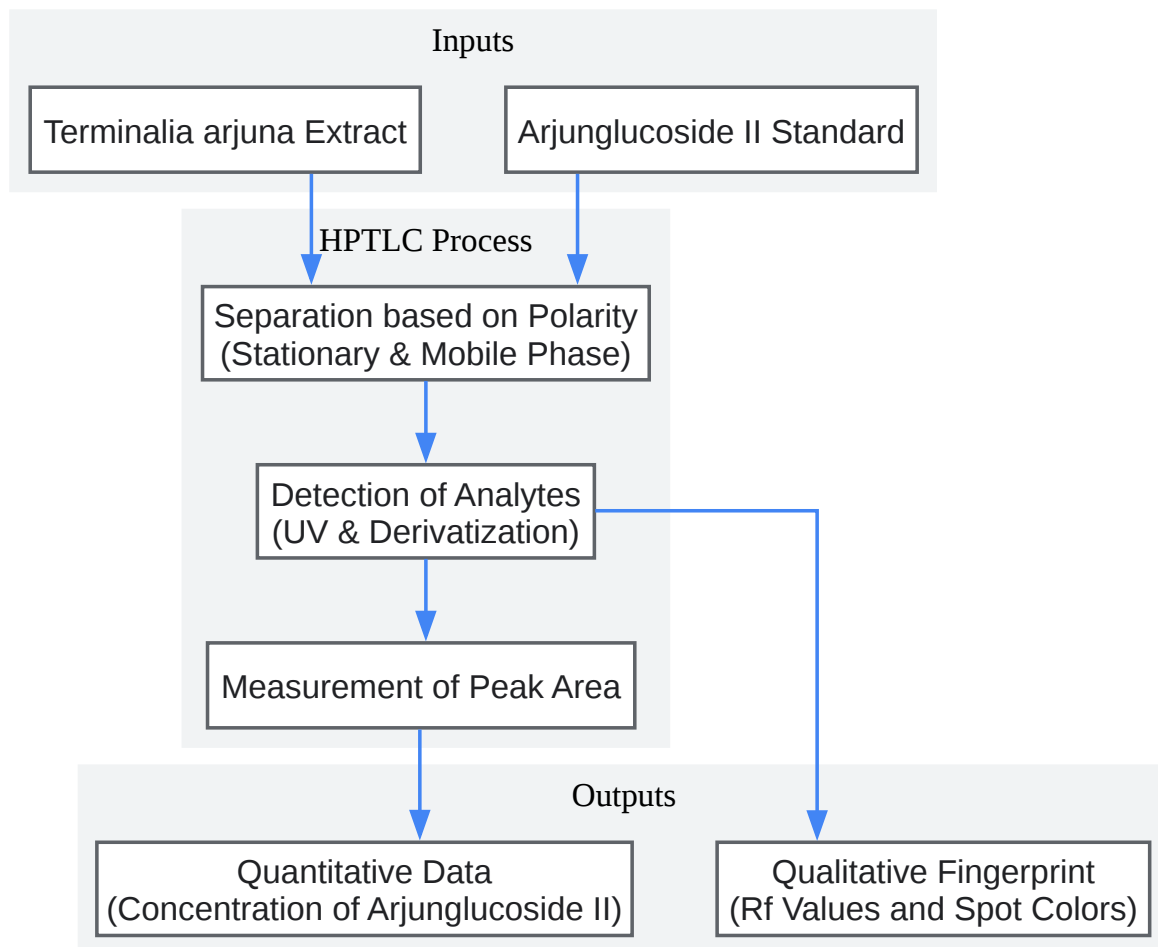 Inputs
Terminalia arjuna Extract
Arjunglucoside II Standard
HPTLC Process
Separation based on Polarity
(Stationary & Mobile Phase)
Detection of Analytes
(UV & Derivatization)
Measurement of Peak Area
Outputs
Quantitative Data
(Concentration of Arjunglucoside II)
Qualitative Fingerprint
(Rf Values and Spot Colors)